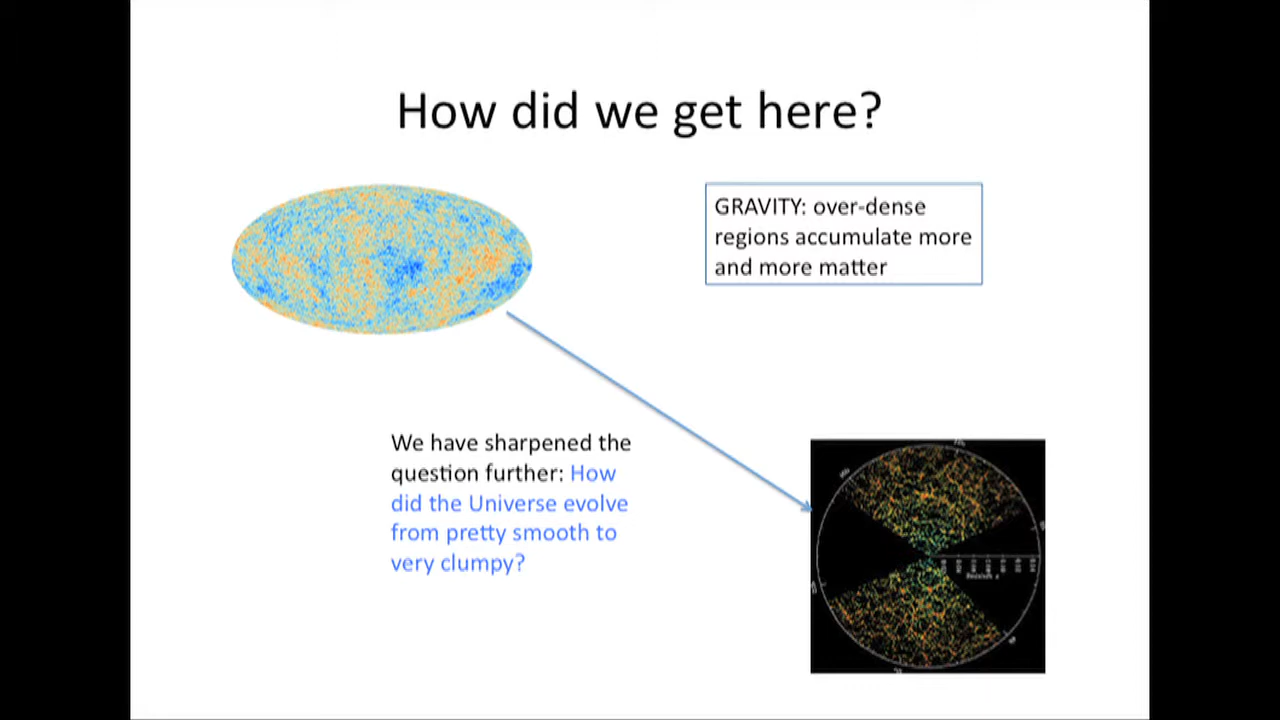 How did we get here?
GRAVITY: over-dense
regions accumulate more
and more matter
We have sharpened the
question further: How
did the Universe evolve
from pretty smooth to
very clumpy?